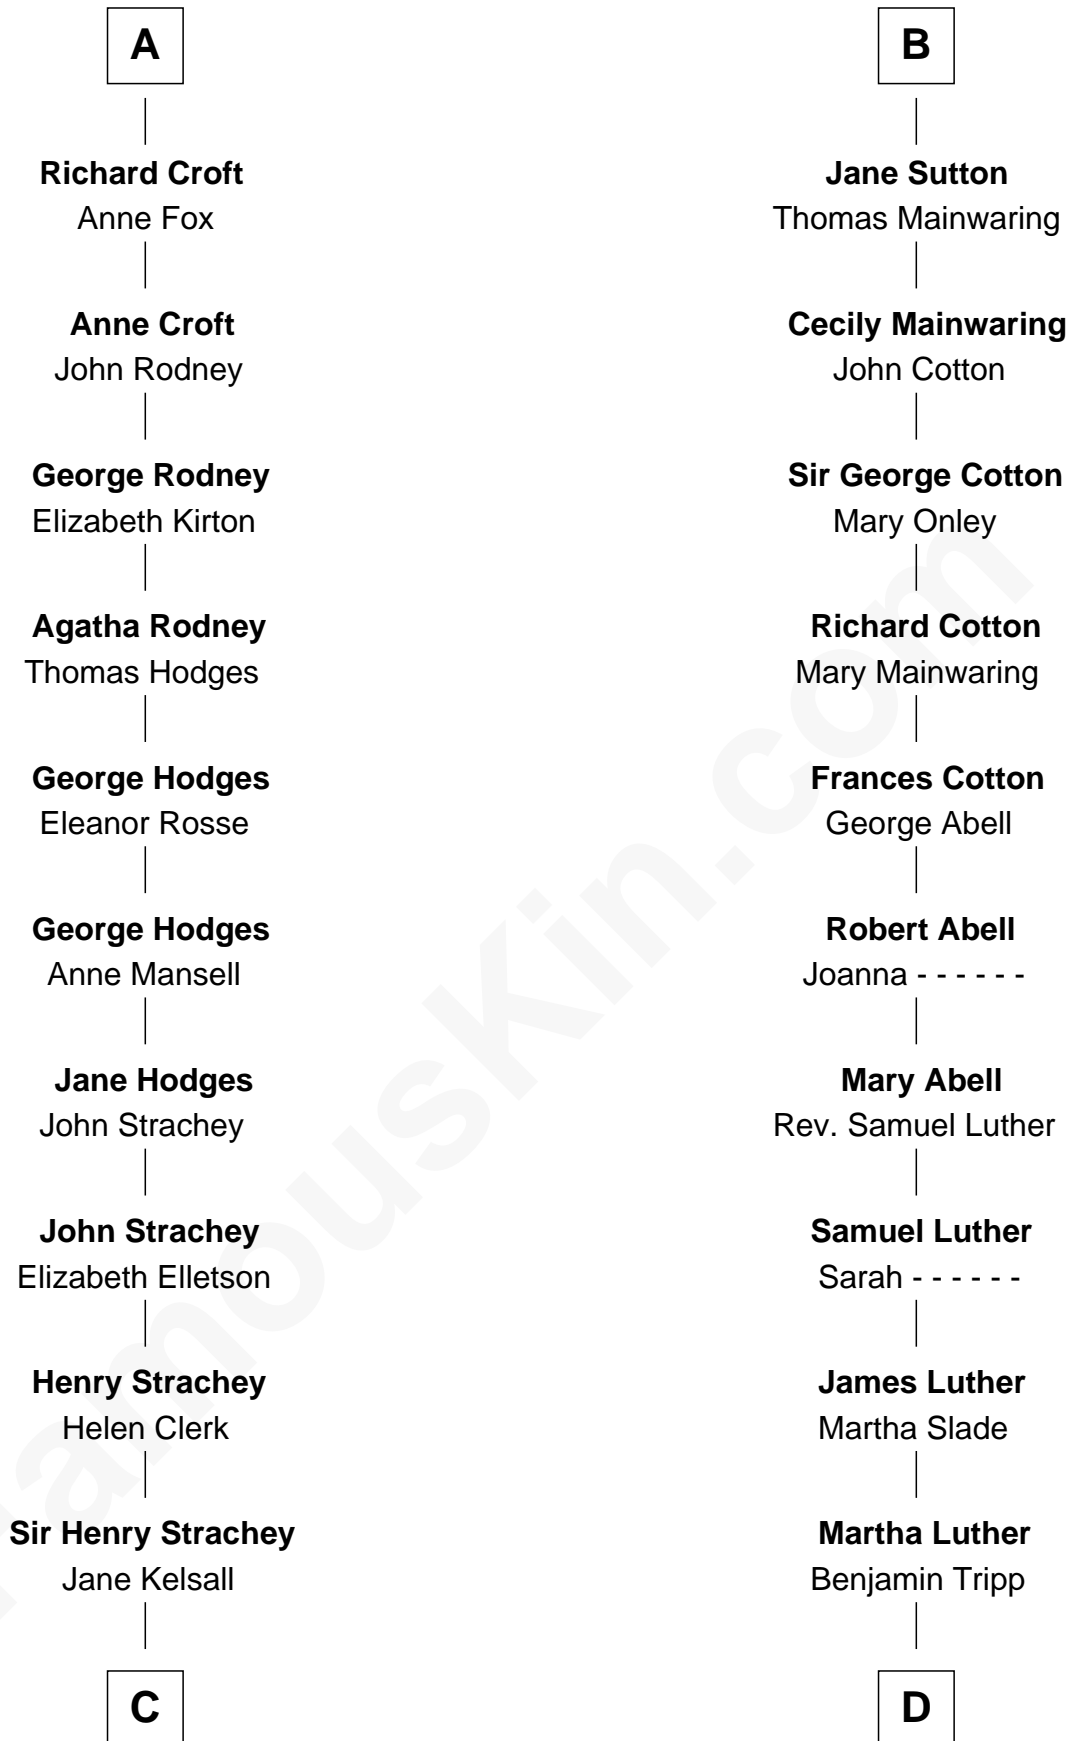 A
Richard Croft
Anne Fox
Anne Croft
John Rodney
George Rodney
Elizabeth Kirton
Agatha Rodney
Thomas Hodges
George Hodges
Eleanor Rosse
George Hodges
Anne Mansell
Jane Hodges
John Strachey
John Strachey
Elizabeth Elletson
Henry Strachey
Helen Clerk
Sir Henry Strachey
Jane Kelsall
C
B
Jane Sutton
Thomas Mainwaring
Cecily Mainwaring
John Cotton
Sir George Cotton
Mary Onley
Richard Cotton
Mary Mainwaring
Frances Cotton
George Abell
Robert Abell
Joanna - - - - - -
Mary Abell
Rev. Samuel Luther
Samuel Luther
Sarah - - - - - -
James Luther
Martha Slade
Martha Luther
Benjamin Tripp
D
FamousKin.com